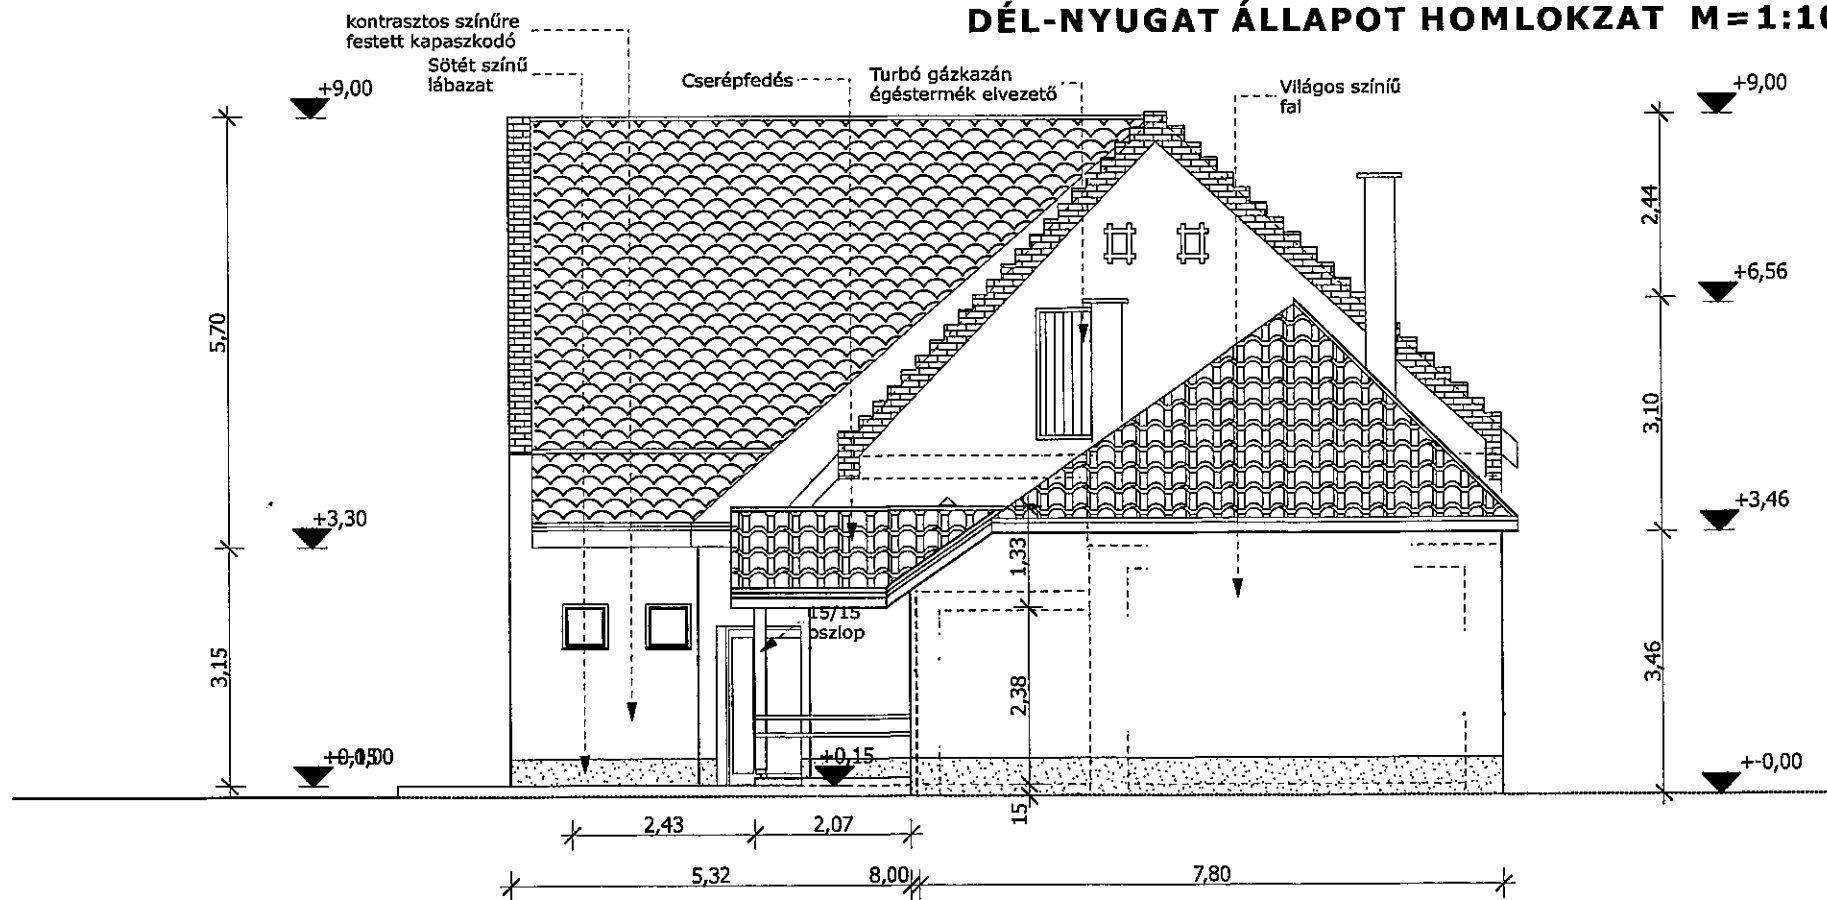 DÉL-NYUGAT ÁLLAPOT HOMLOKZAT M=1:10
kontrasztos színűre
festett kapaszkodó
Sötét színű
lábazat
Cserépfedés
Turbó gázkazán
égéstermék elvezető
Világos színíű
fal
+9,00
+9,00
2,44
+6,56
5,70
3,10
+3,30
+3,46
1,33
15/15
oszlop
3,15
2,38
3,46
+0,15
+-0,00
15
2,43
2,07
5,32
8,00
7,80